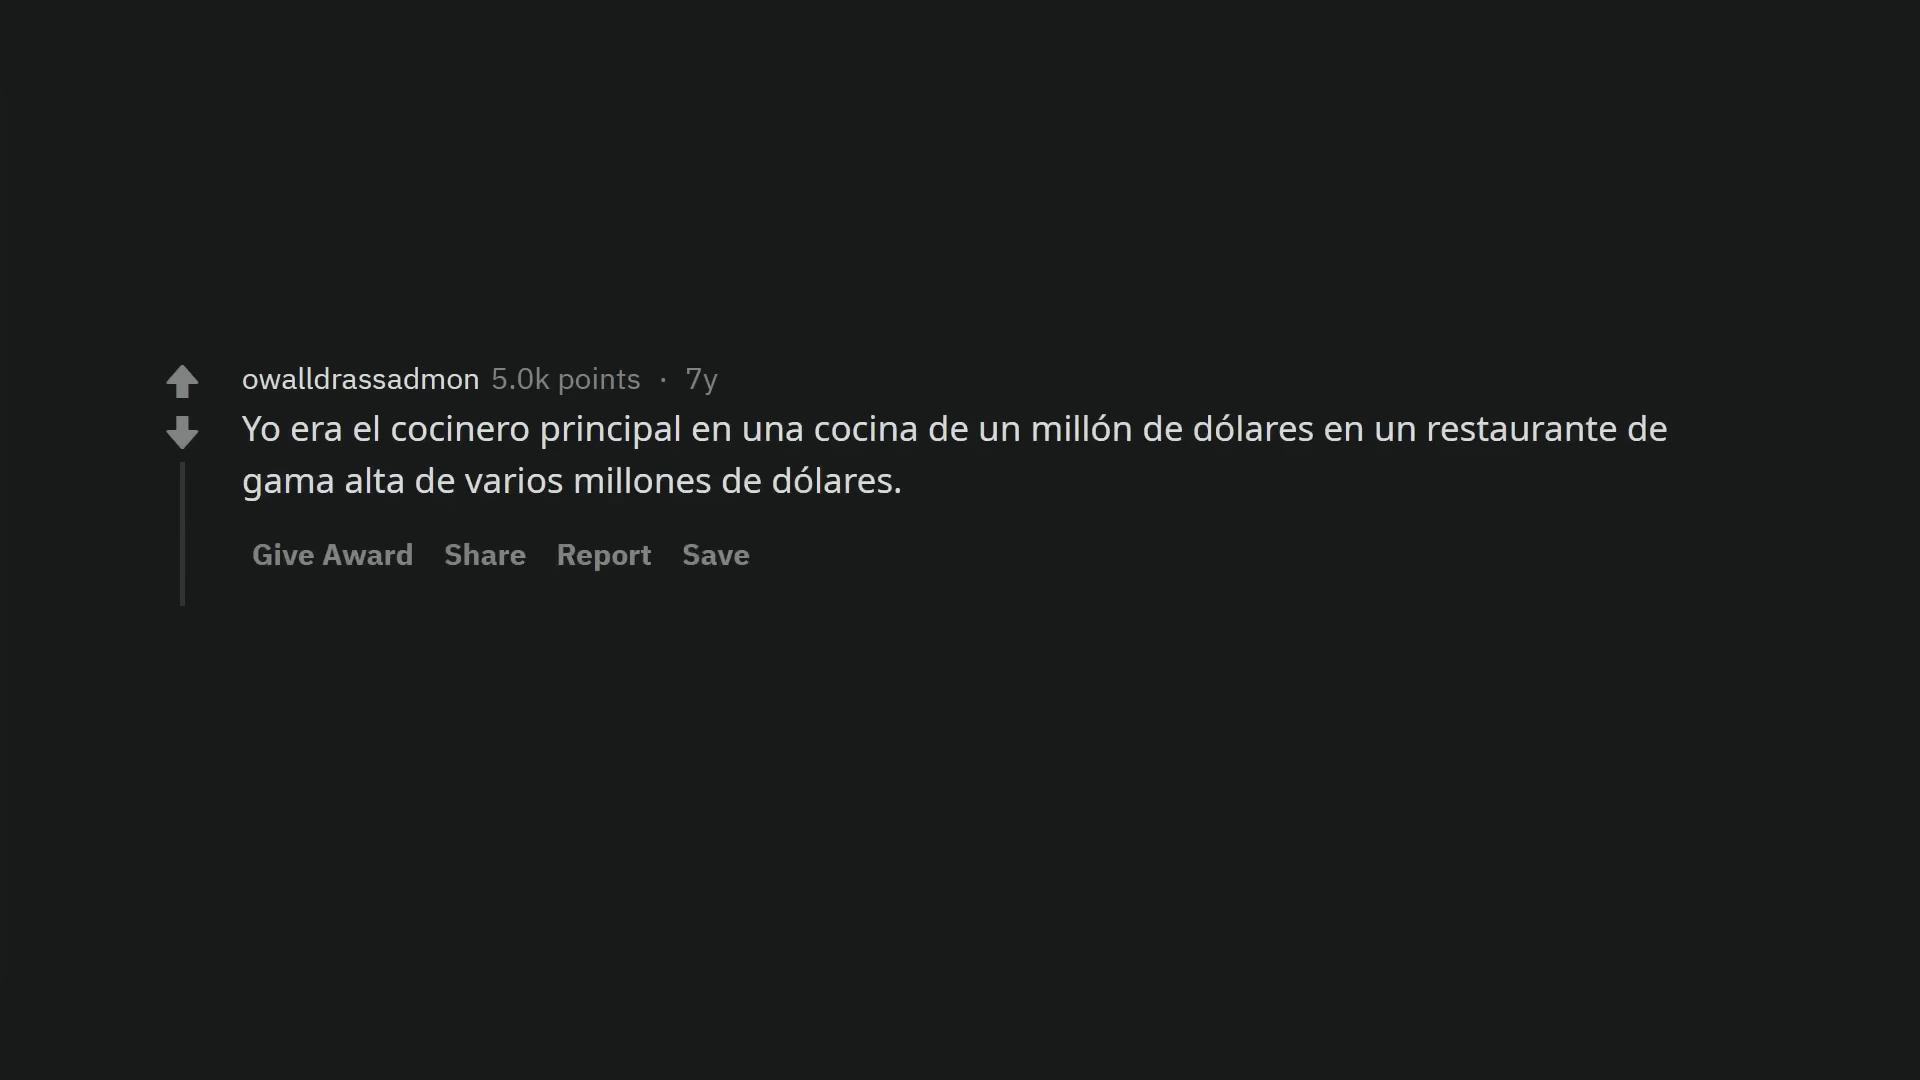 owalldrassadmon 5.0k points · 7y
Yo era el cocinero principal en una cocina de un millón de dólares en un restaurante de
gama alta de varios millones de dólares.
Give Award Share Report Save